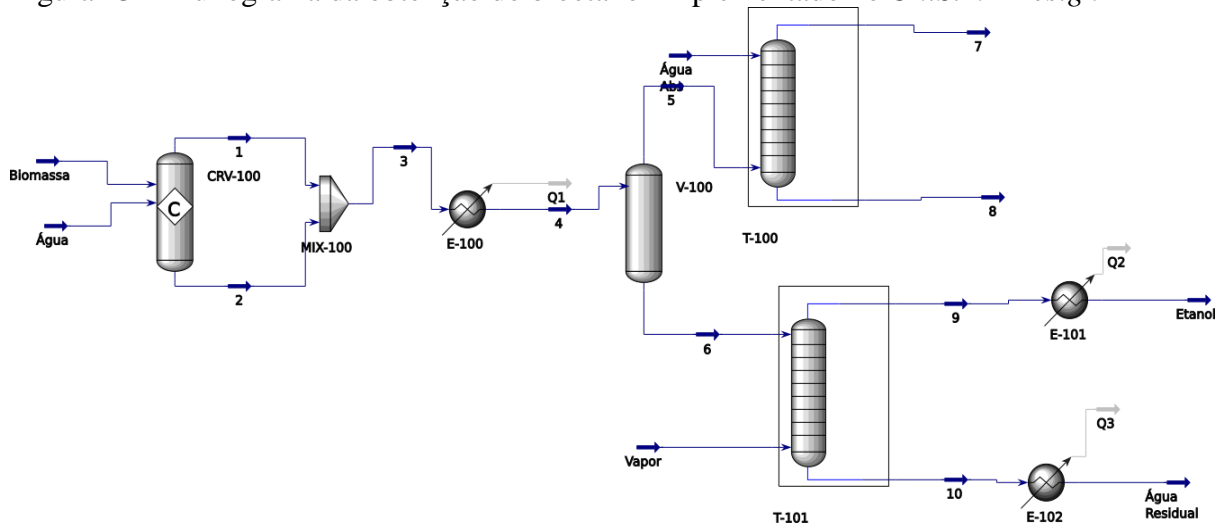 7
Água
Abs
5
1
3
CRV-100
V-100
Biomassa
C
Q1
4
8
Água
MIX-100
E-100
T-100
2
Q2
9
Etanol
6
E-101
Q3
Vapor
10
Água
Residual
E-102
T-101